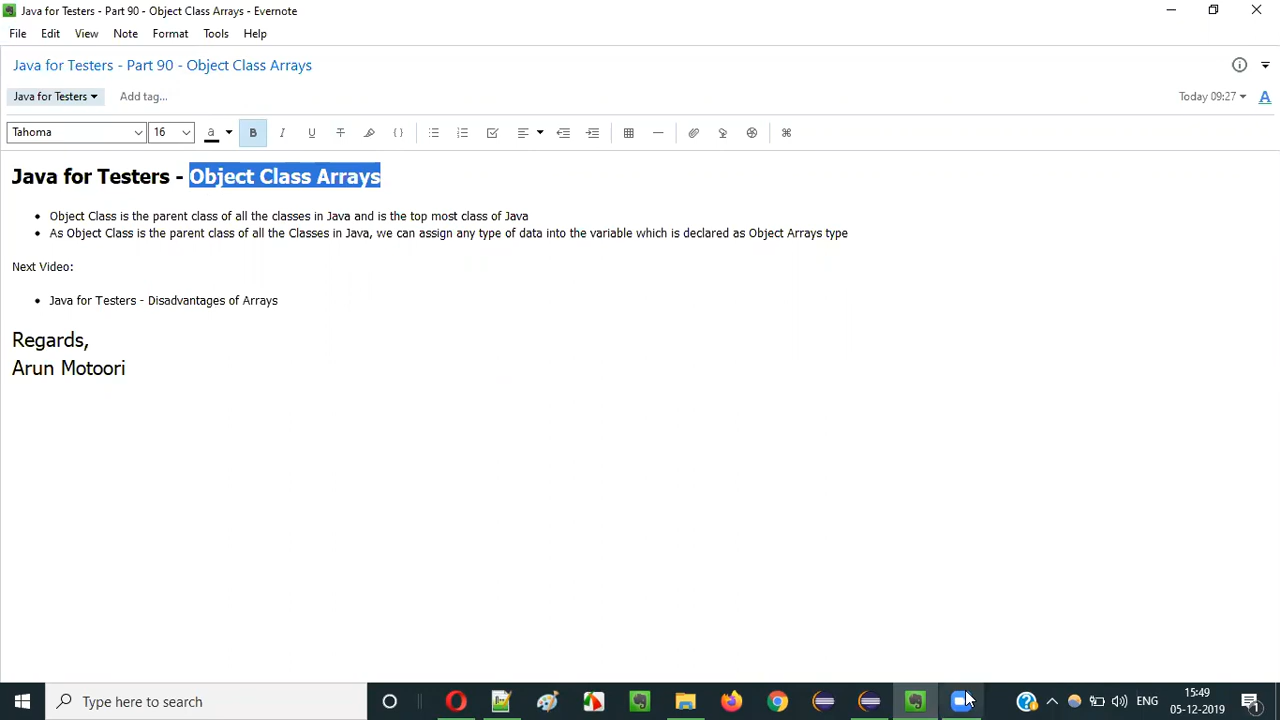 Java for Testers - Part 90 - Object Class Arrays - Evernote
File Edit View Note Format Tools Help
Java for Testers - Part 90 - Object Class Arrays
Java for Testers Add tag... Today 09:27 A
Tahoma 16 a B I U T { }
Java for Testers - Object Class Arrays
• Object Class is the parent class of all the classes in Java and is the top most class of Java
• As Object Class is the parent class of all the Classes in Java, we can assign any type of data into the variable which is declared as Object Arrays type
Next Video:
• Java for Testers - Disadvantages of Arrays
Regards,
Arun Motoori
Type here to search ENG 15:49
05-12-2019 1